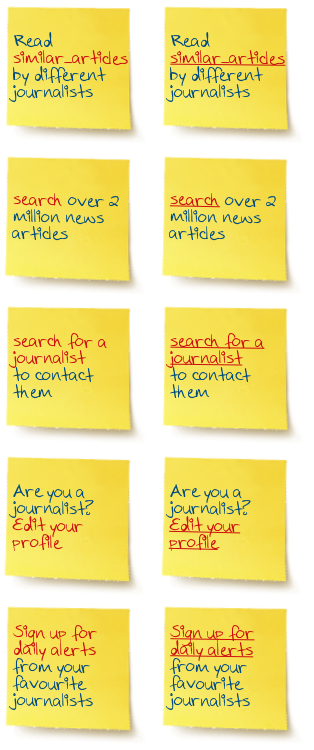 Read
similar_articles
by different
journalists
Read
similar_articles
by different
journalists
search over 2
million news
articles
search over 2
million news
articles
search for a
journalist
to contact
them
search for a
journalist
to contact
them
Are you a
journalist?
Edit your
profile
Are you a
journalist?
Edit your
profile
Sign up for
daily alerts
from your
favourite
journalists
Sign up for
daily alerts
from your
favourite
journalists